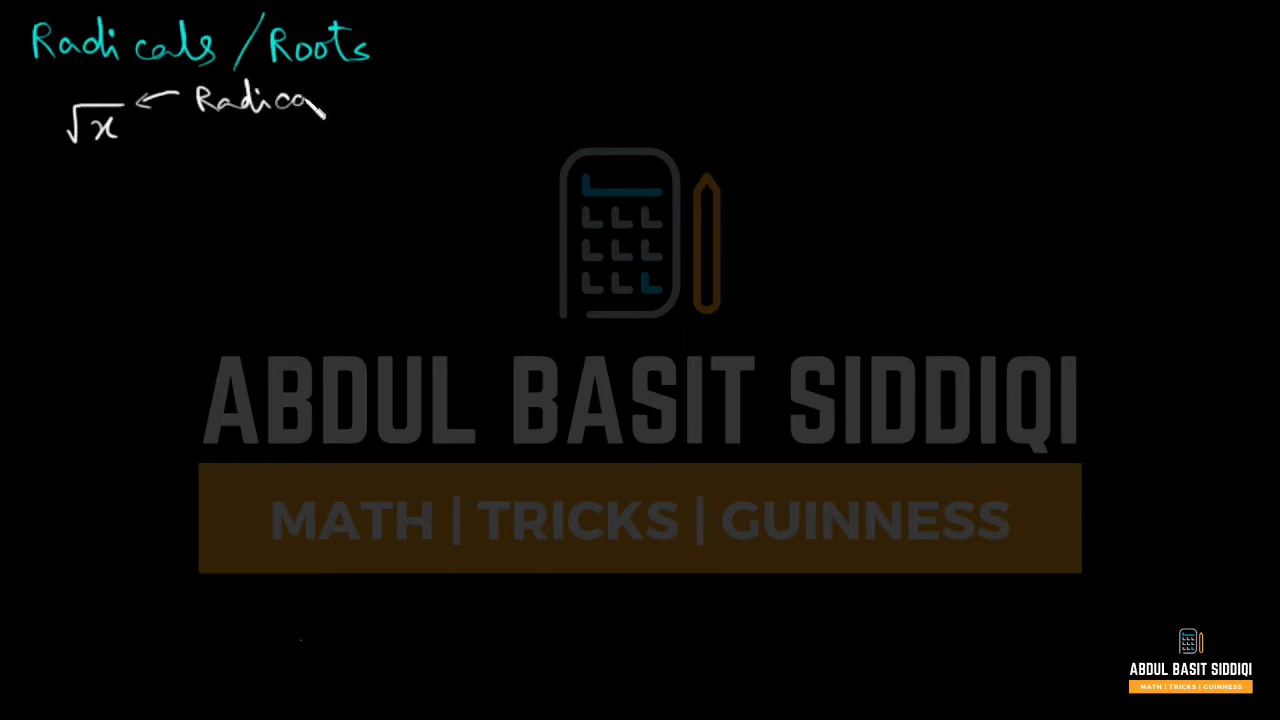 Radicals/Roots
√x ← Radica
ABDUL BASIT SIDDIQI
MATH | TRICKS | GUINNESS
ABDUL BASIT SIDDIQI
MATH | TRICKS | GUINNESS